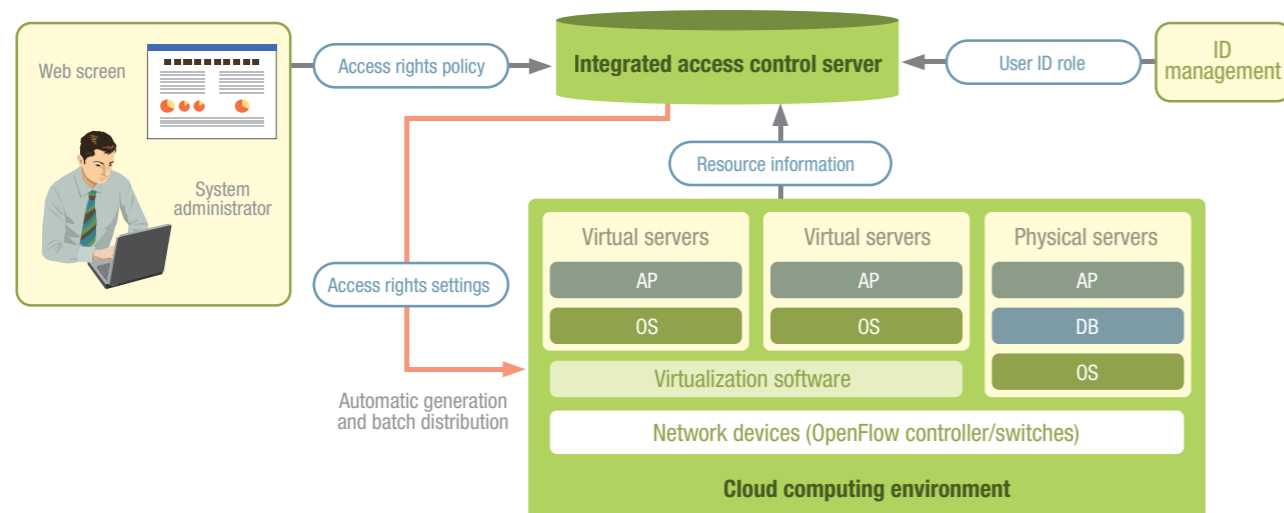 Web screen
System
administrator
Access rights policy
Integrated access control server
User ID role
ID
management
Resource information
Access rights settings
Automatic generation
and batch distribution
Virtual servers
AP
OS
Virtual servers
AP
OS
Physical servers
AP
DB
OS
Virtualization software
Network devices (OpenFlow controller/switches)
Cloud computing environment